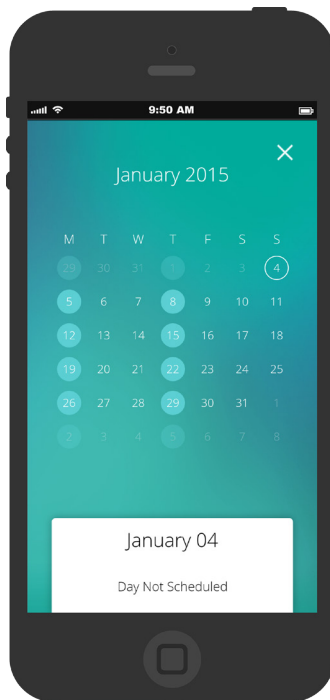 9:50 AM
January 2015
M T W T F S S
29 30 31 1 2 3 4
5 6 7 8 9 10 11
12 13 14 15 16 17 18
19 20 21 22 23 24 25
26 27 28 29 30 31 1
2 3 4 5 6 7 8
January 04
Day Not Scheduled